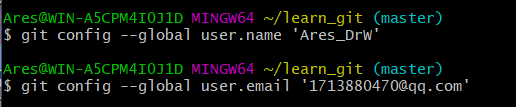 Ares@WIN-A5CPM4IOJ1D MINGW64 ~/learn_git (master)
$ git config --global user.name 'Ares_DrW'
Ares@WIN-A5CPM4IOJ1D MINGW64 ~/learn_git (master)
$ git config --global user.email '1713880470@qq.com'